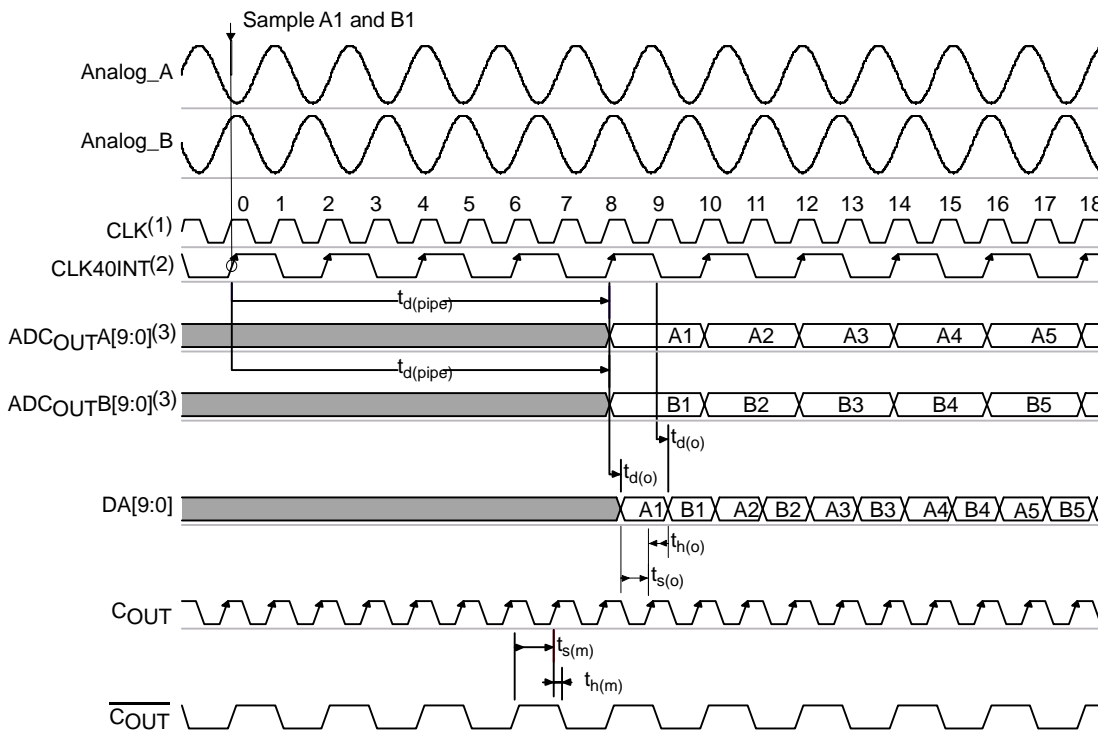 Sample A1 and B1
Analog_A
Analog_B
0 1 2 3 4 5 6 7 8 9 10 11 12 13 14 15 16 17 18
CLK(1)
CLK40INT(2)
td(pipe)
ADCOUTA[9:0](3) A1 A2 A3 A4 A5
td(pipe)
ADCOUTB[9:0](3) B1 B2 B3 B4 B5
td(o)
td(o)
DA[9:0] A1 B1 A2 B2 A3 B3 A4 B4 A5 B5
th(o)
ts(o)
COUT
ts(m)
th(m)
COUT